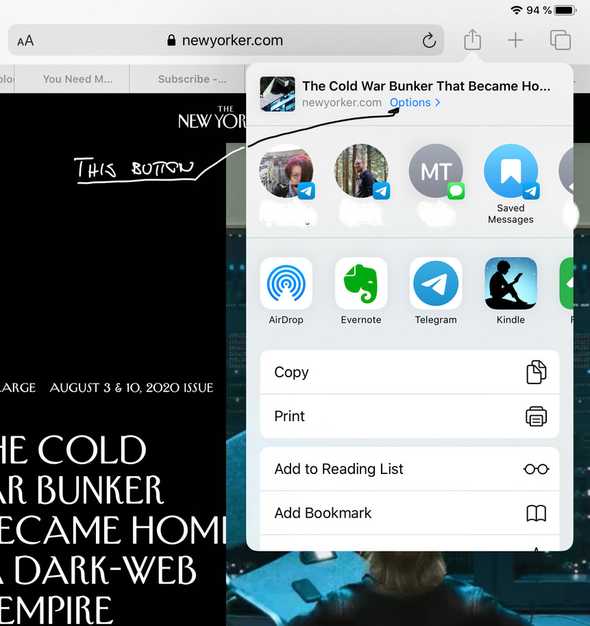 94 %
AA newyorker.com
You Need M... Subscribe –...
The Cold War Bunker That Became Ho...
newyorker.com Options >
THE
NEW YOR
THIS BUTTON
MT
Saved
Messages
AirDrop Evernote Telegram Kindle
Copy
Print
Add to Reading List
Add Bookmark
LARGE AUGUST 3 & 10, 2020 ISSUE
HE COLD
AR BUNKER
ECAME HOM
A DARK-WEB
EMPIRE